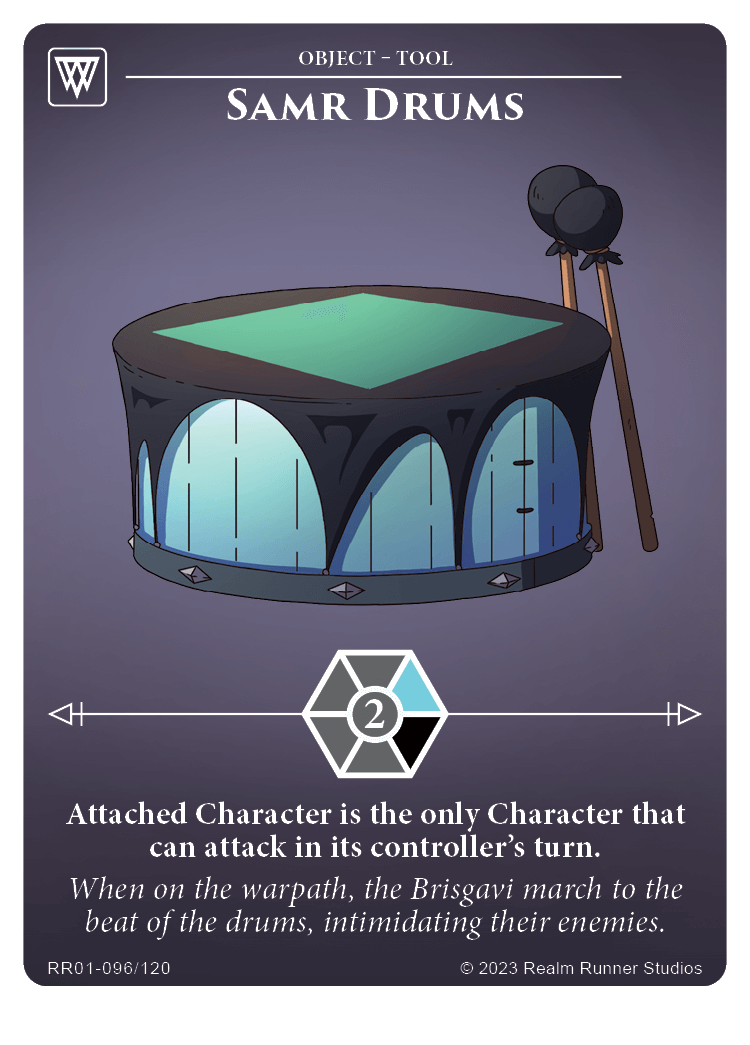 OBJECT – TOOL
SAMR DRUMS
2
Attached Character is the only Character that
can attack in its controller’s turn.
When on the warpath, the Brisgavi march to the
beat of the drums, intimidating their enemies.
RR01-096/120 © 2023 Realm Runner Studios